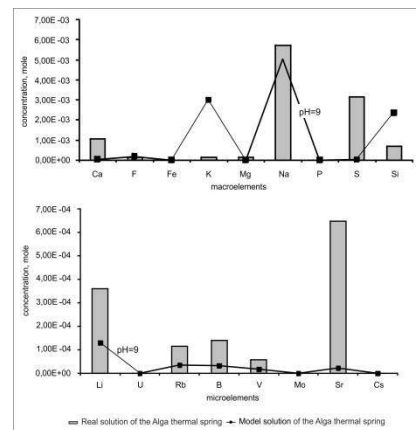 7,00E-03
6,00E-03
5,00E-03
4,00E-03
3,00E-03
2,00E-03
1,00E-03
0,00E+00
concentration, mole
pH=9
Ca F Fe K Mg Na P S Si
macroelements
7,00E-04
6,00E-04
5,00E-04
4,00E-04
3,00E-04
2,00E-04
1,00E-04
0,00E+00
concentration, mole
pH=9
Li U Rb B V Mo Sr Cs
microelements
Real solution of the Alga thermal spring Model solution of the Alga thermal spring